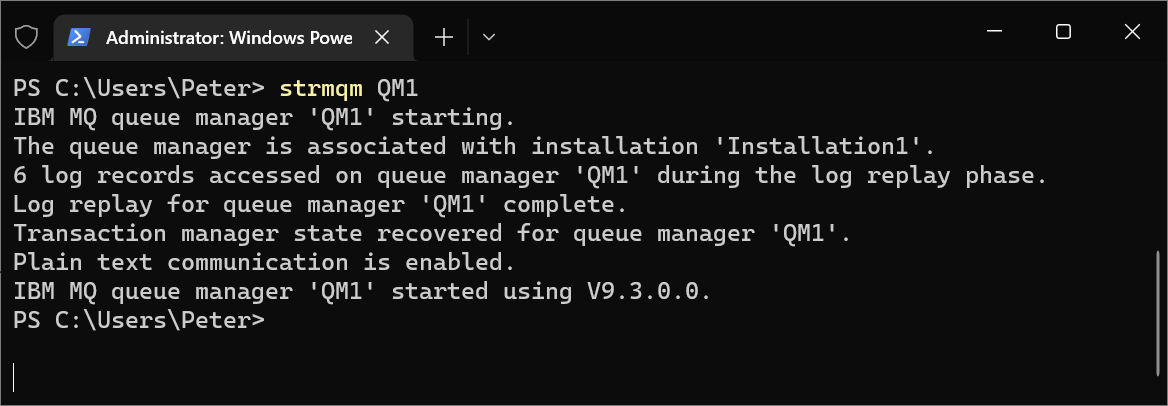 Administrator: Windows Powe
PS C:\Users\Peter> strmqm QM1
IBM MQ queue manager 'QM1' starting.
The queue manager is associated with installation 'Installation1'.
6 log records accessed on queue manager 'QM1' during the log replay phase.
Log replay for queue manager 'QM1' complete.
Transaction manager state recovered for queue manager 'QM1'.
Plain text communication is enabled.
IBM MQ queue manager 'QM1' started using V9.3.0.0.
PS C:\Users\Peter>